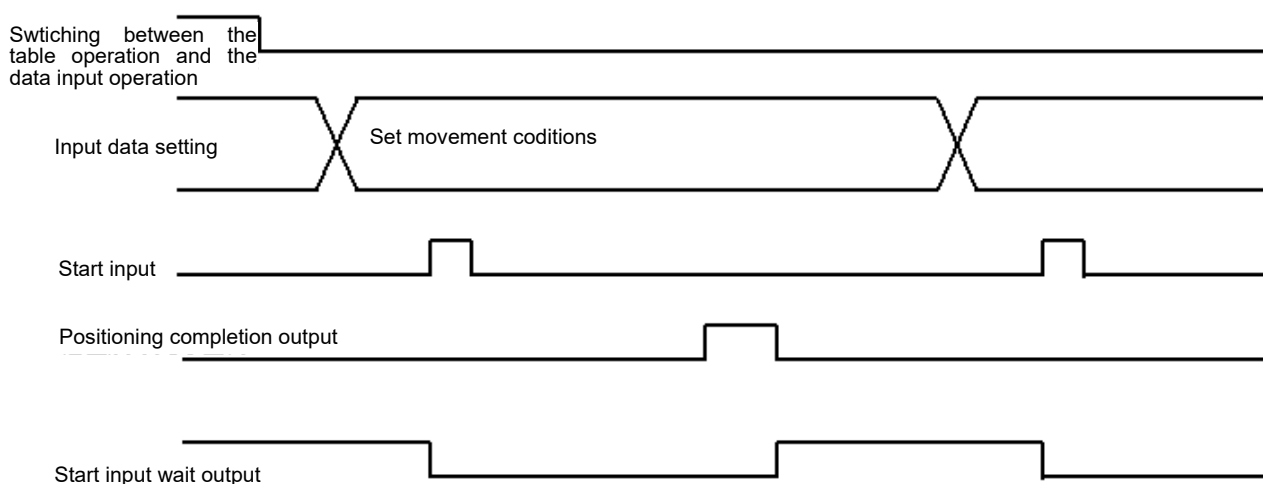 Swtiching between the
table operation and the
data input operation
Input data setting
Set movement coditions
Start input
Positioning completion output
Start input wait output